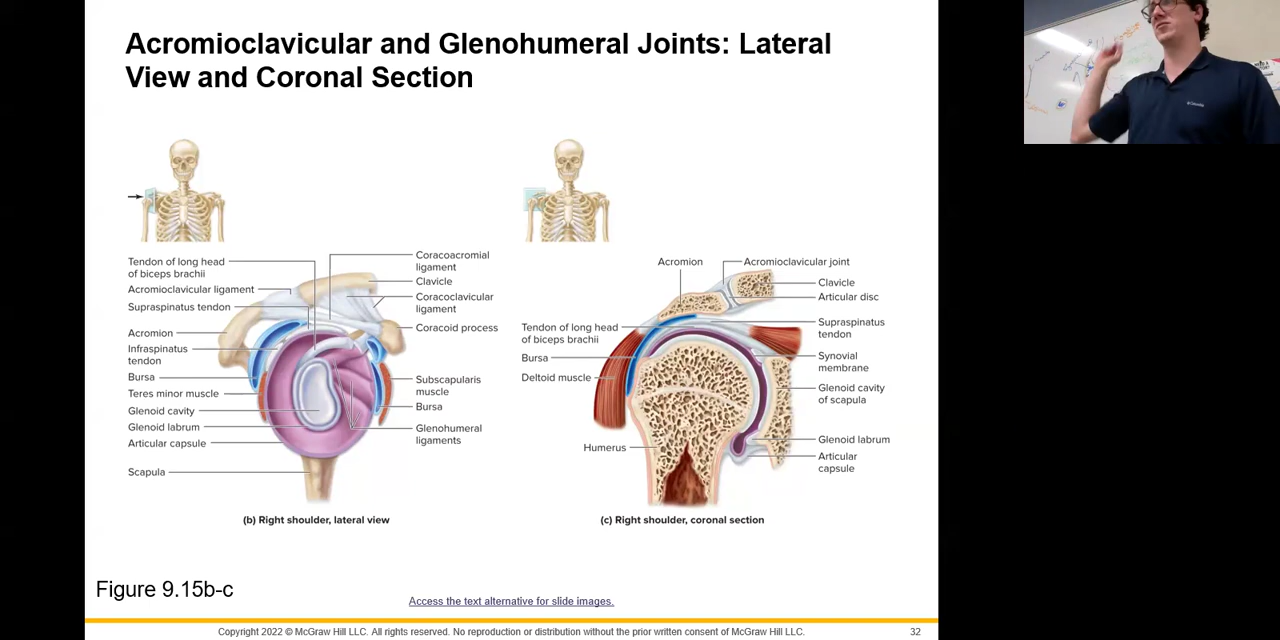 Acromioclavicular and Glenohumeral Joints: Lateral
View and Coronal Section
Tendon of long head
of biceps brachii
Acromioclavicular ligament
Supraspinatus tendon
Acromion
Infraspinatus
tendon
Bursa
Teres minor muscle
Glenoid cavity
Glenoid labrum
Articular capsule
Scapula
Coracoacromial
ligament
Clavicle
Coracoclavicular
ligament
Coracoid process
Subscapularis
muscle
Bursa
Glenohumeral
ligaments
(b) Right shoulder, lateral view
Acromion
Acromioclavicular joint
Tendon of long head
of biceps brachii
Bursa
Deltoid muscle
Humerus
Clavicle
Articular disc
Supraspinatus
tendon
Synovial
membrane
Glenoid cavity
of scapula
Glenoid labrum
Articular
capsule
(c) Right shoulder, coronal section
Figure 9.15b-c
Access the text alternative for slide images.
Copyright 2022 © McGraw Hill LLC. All rights reserved. No reproduction or distribution without the prior written consent of McGraw Hill LLC.
32
Columbia